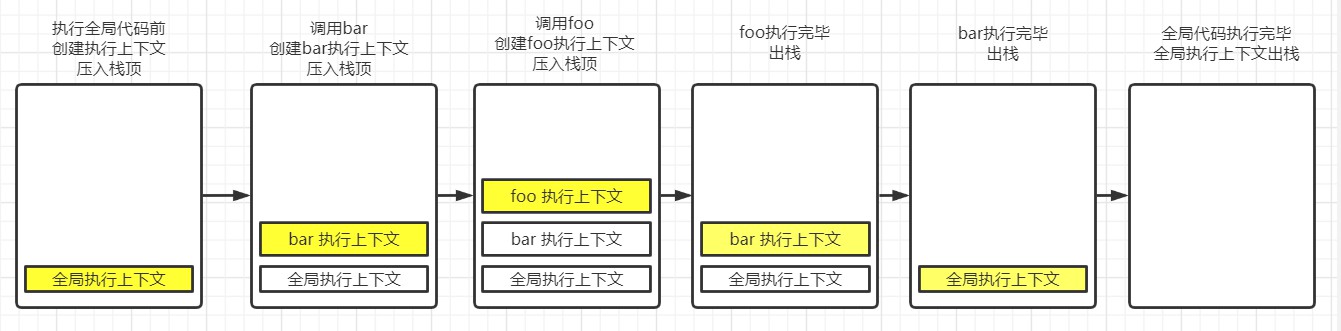 执行全局代码前
创建执行上下文
压入栈顶
全局执行上下文
调用bar
创建bar执行上下文
压入栈顶
bar 执行上下文
全局执行上下文
调用foo
创建foo执行上下文
压入栈顶
foo 执行上下文
bar 执行上下文
全局执行上下文
foo执行完毕
出栈
bar 执行上下文
全局执行上下文
bar执行完毕
出栈
全局执行上下文
全局代码执行完毕
全局执行上下文出栈